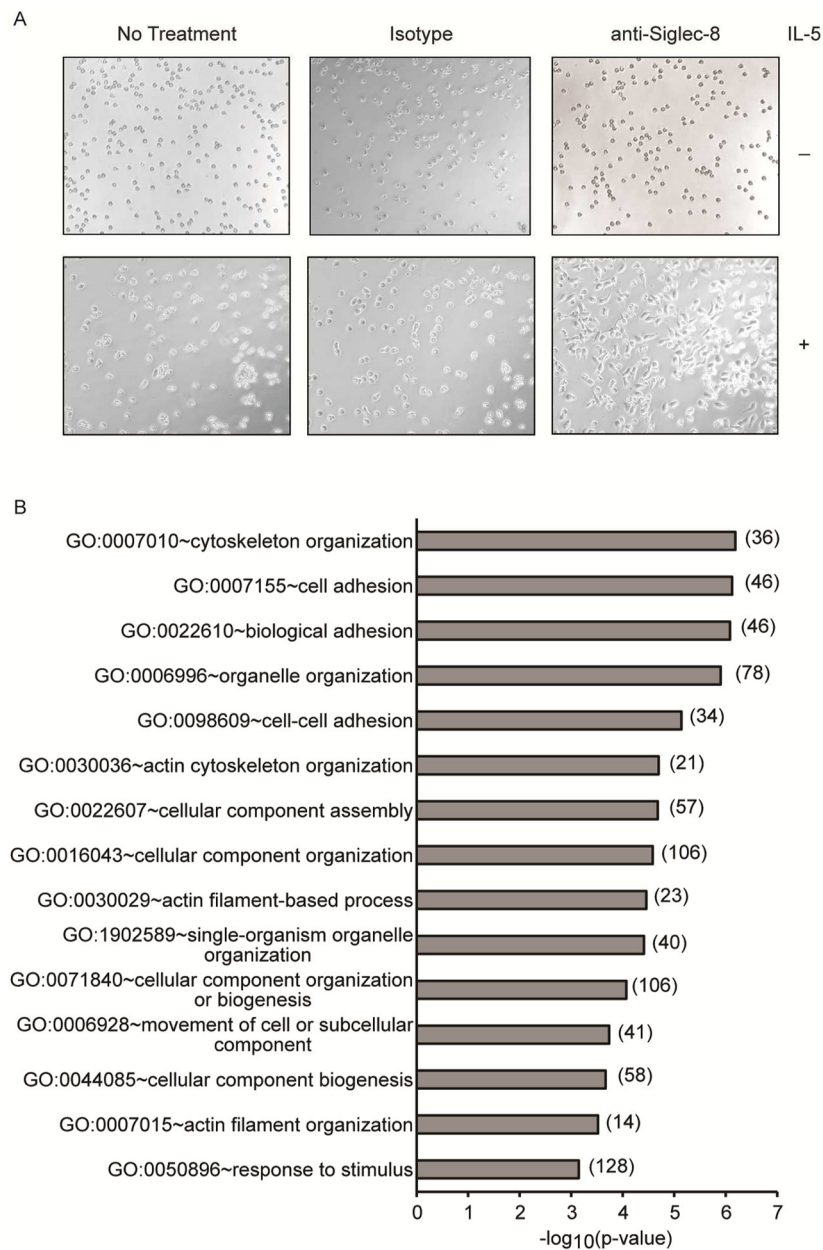 A
No Treatment
Isotype
anti-Siglec-8
IL-5
–
+
B
GO:0007010~cytoskeleton organization (36)
GO:0007155~cell adhesion (46)
GO:0022610~biological adhesion (46)
GO:0006996~organelle organization (78)
GO:0098609~cell-cell adhesion (34)
GO:0030036~actin cytoskeleton organization (21)
GO:0022607~cellular component assembly (57)
GO:0016043~cellular component organization (106)
GO:0030029~actin filament-based process (23)
GO:1902589~single-organism organelle
organization (40)
GO:0071840~cellular component organization
or biogenesis (106)
GO:0006928~movement of cell or subcellular
component (41)
GO:0044085~cellular component biogenesis (58)
GO:0007015~actin filament organization (14)
GO:0050896~response to stimulus (128)
0 1 2 3 4 5 6 7
-log10(p-value)